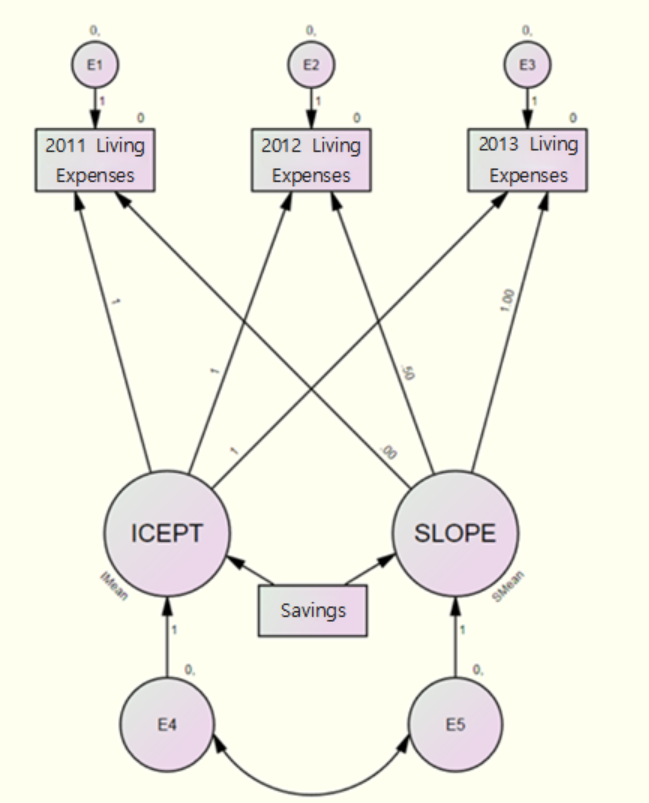 0, 0, 0,
E1 E2 E3
1 1 1
0 0 0
2011 Living
Expenses
2012 Living
Expenses
2013 Living
Expenses
1
1.00
1
.50
1
.00
ICEPT
SLOPE
IMean
SMean
Savings
1
1
0,
0,
E4
E5